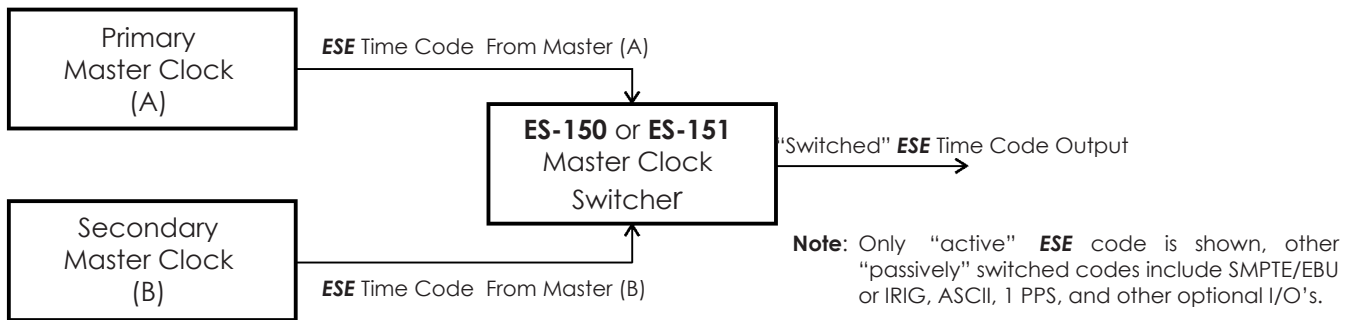 Primary
Master Clock
(A)
ESE Time Code From Master (A)
ES-150 or ES-151
Master Clock
Switcher
"Switched" ESE Time Code Output
Secondary
Master Clock
(B)
ESE Time Code From Master (B)
Note: Only "active" ESE code is shown, other
"passively" switched codes include SMPTE/EBU
or IRIG, ASCII, 1 PPS, and other optional I/O's.